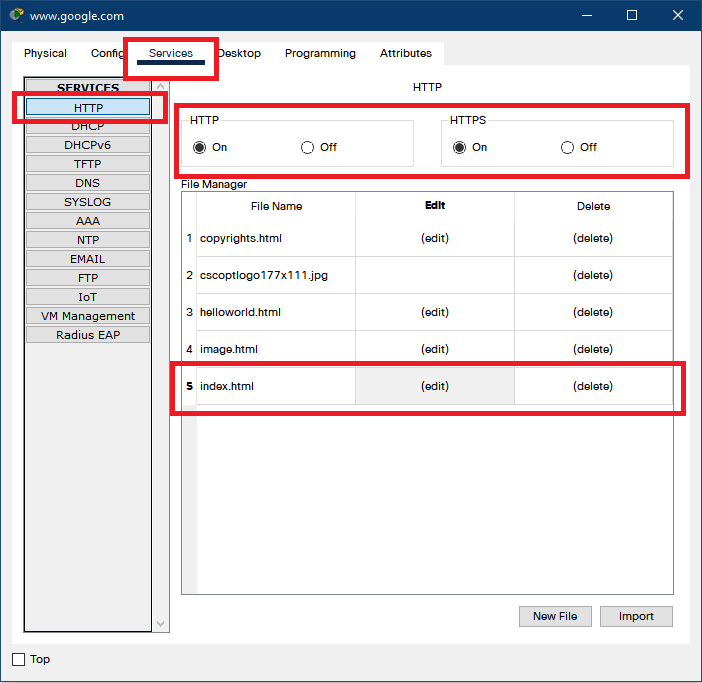 www.google.com
Physical Config Services Desktop Programming Attributes
SERVICES
HTTP
DHCP
DHCPv6
TFTP
DNS
SYSLOG
AAA
NTP
EMAIL
FTP
IoT
VM Management
Radius EAP
HTTP
HTTP HTTPS
On Off On Off
File Manager
File Name Edit Delete
1 copyrights.html (edit) (delete)
2 cscoptlogo177x111.jpg (delete)
3 helloworld.html (edit) (delete)
4 image.html (edit) (delete)
5 index.html (edit) (delete)
New File Import
Top